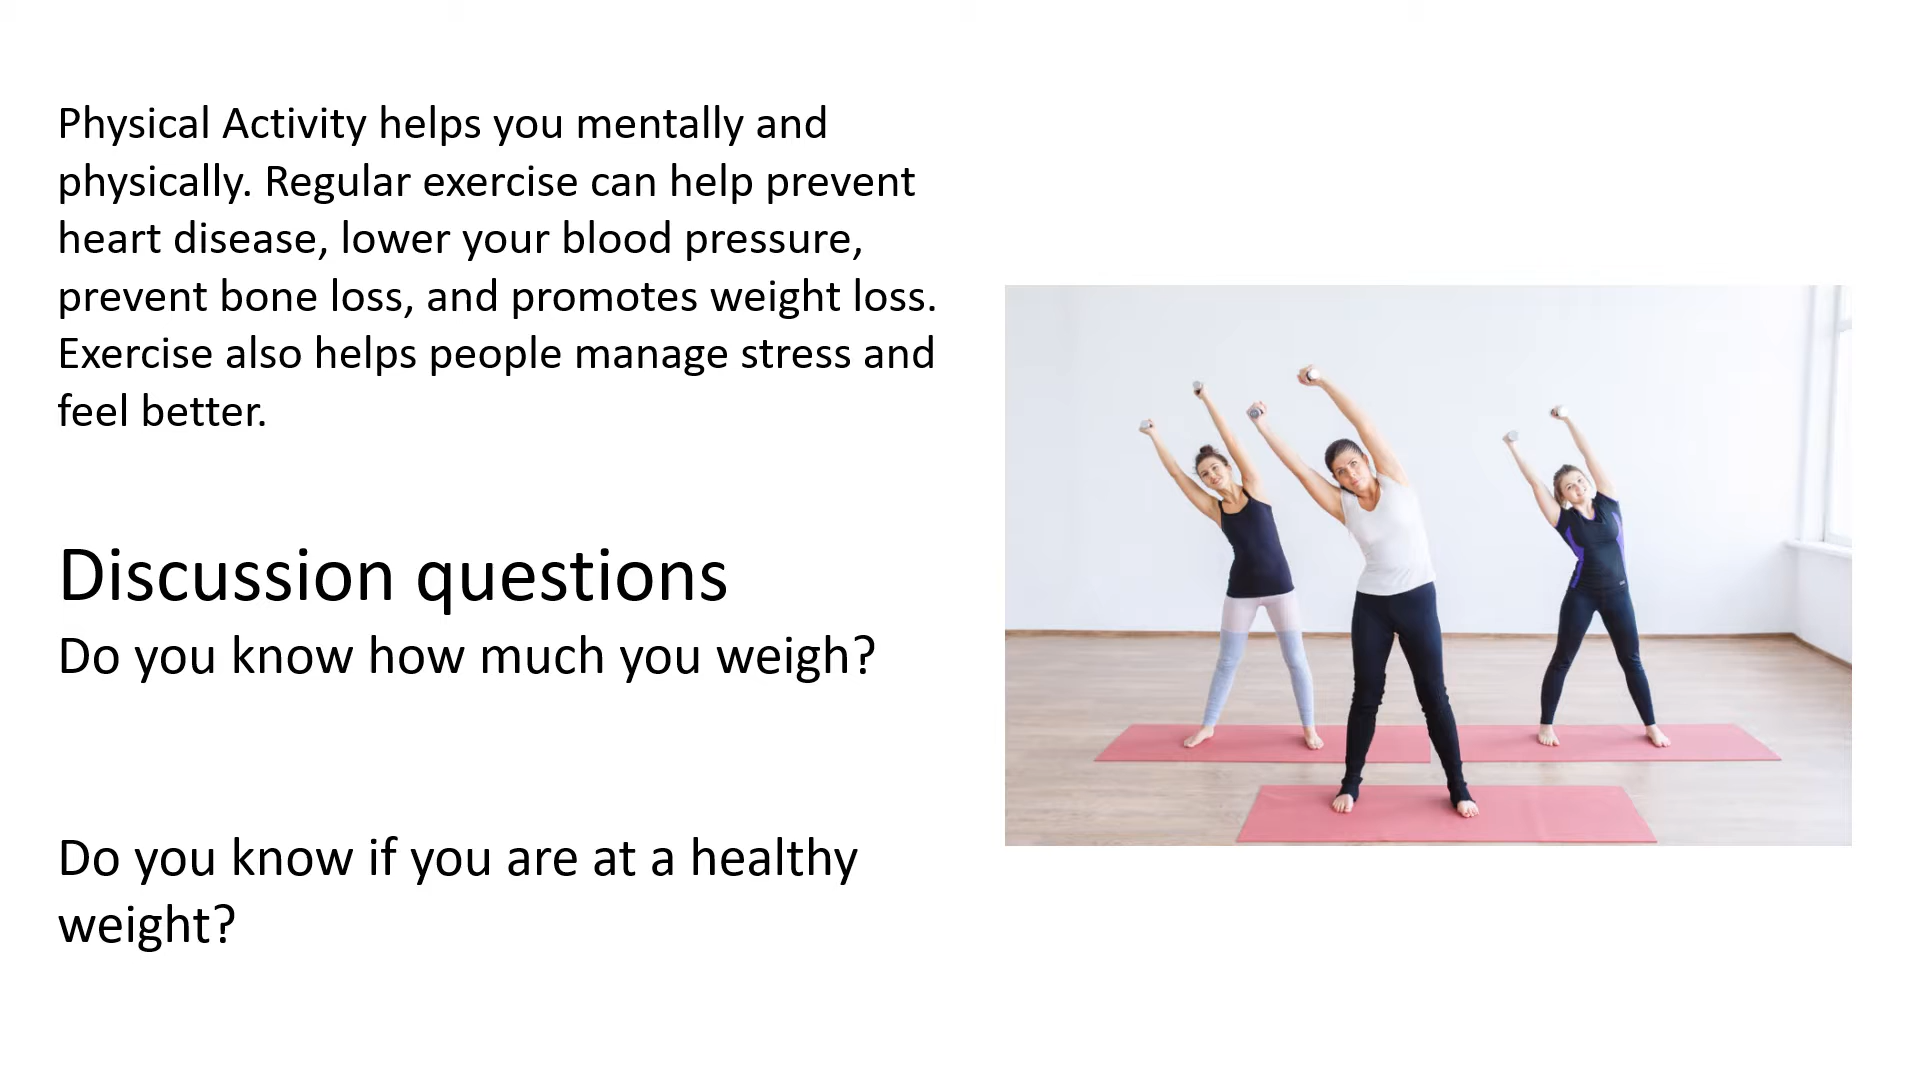 Physical Activity helps you mentally and
physically. Regular exercise can help prevent
heart disease, lower your blood pressure,
prevent bone loss, and promotes weight loss.
Exercise also helps people manage stress and
feel better.
Discussion questions
Do you know how much you weigh?
Do you know if you are at a healthy
weight?